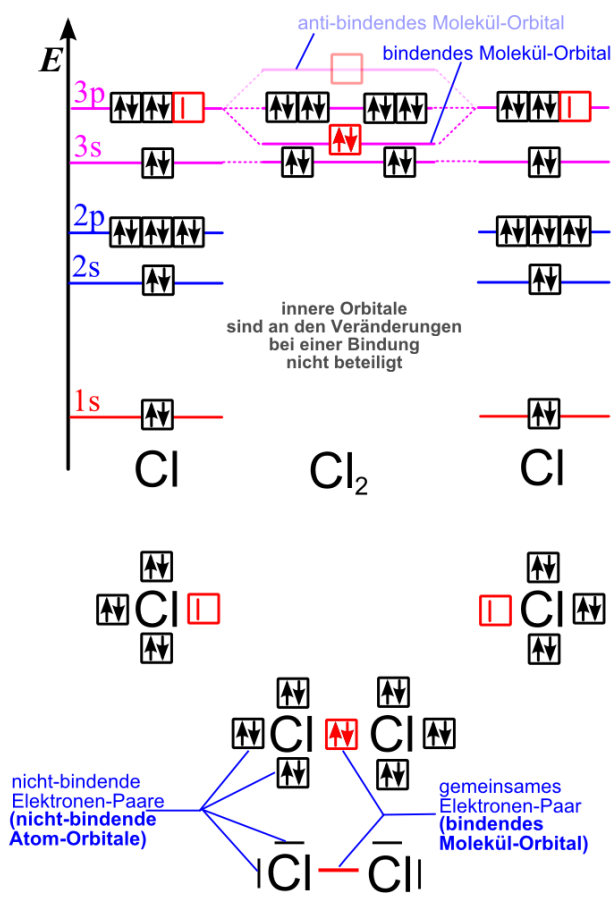 anti-bindendes Molekül-Orbital
E
bindendes Molekül-Orbital
3p
3s
2p
2s
innere Orbitale
sind an den Veränderungen
bei einer Bindung
nicht beteiligt
1s
Cl Cl2 Cl
Cl Cl
Cl Cl
nicht-bindende
Elektronen-Paare
(nicht-bindende
Atom-Orbitale)
gemeinsames
Elektronen-Paar
(bindendes
Molekül-Orbital)
Cl Cl